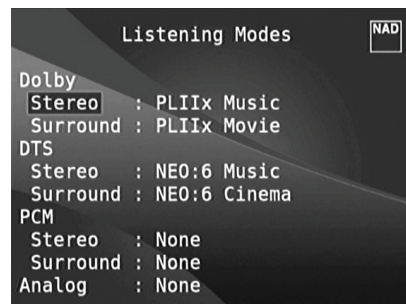 Listening Modes
NAD
Dolby
Stereo : PLIIx Music
Surround : PLIIx Movie
DTS
Stereo : NEO:6 Music
Surround : NEO:6 Cinema
PCM
Stereo : None
Surround : None
Analog : None